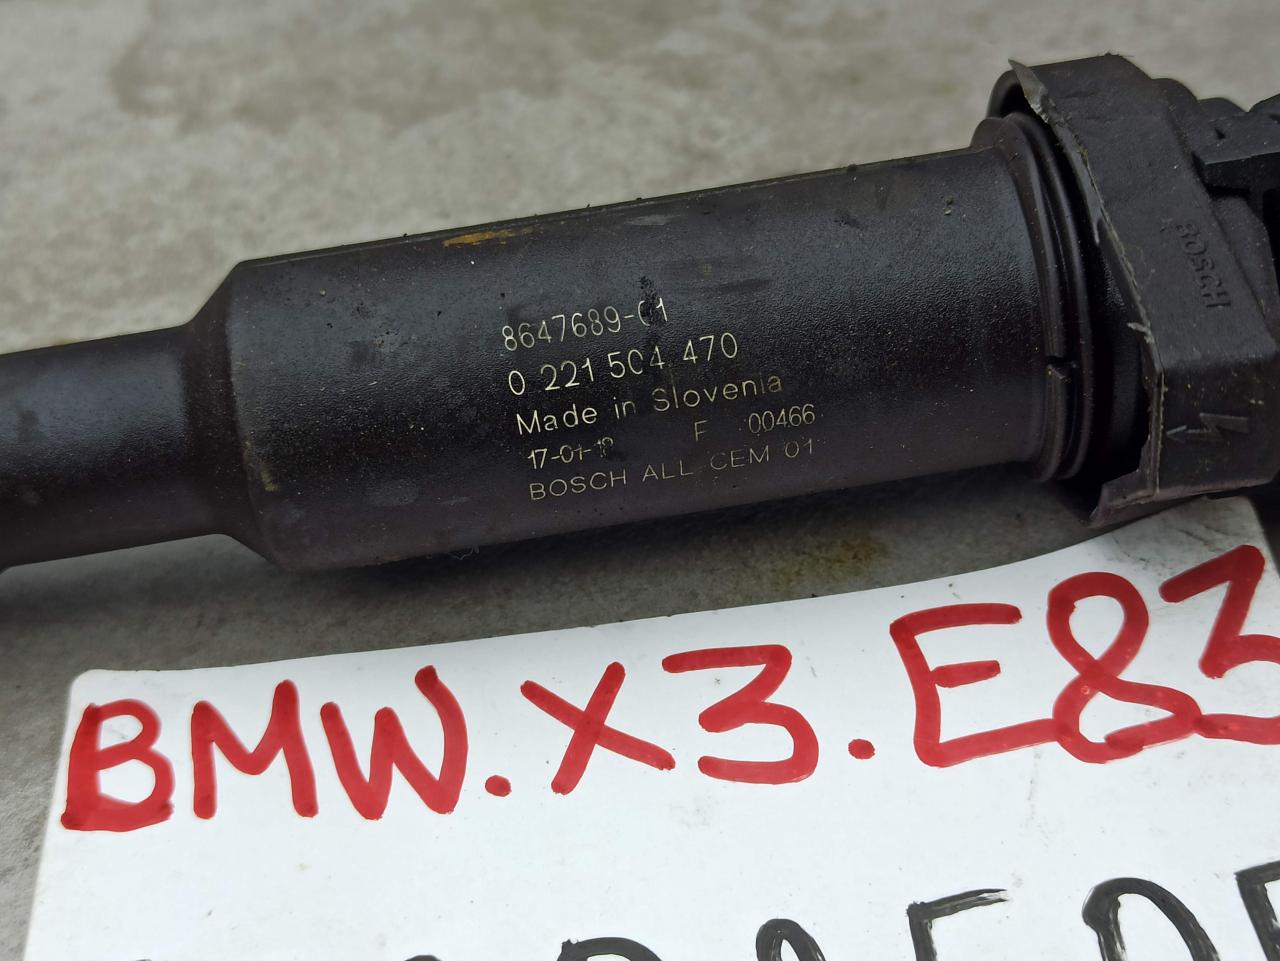 8647689-01
0 221 504 470
Made in Slovenia
F 00466
BOSCH ALL CEM 01
BOSCH
BMW.X3.E83